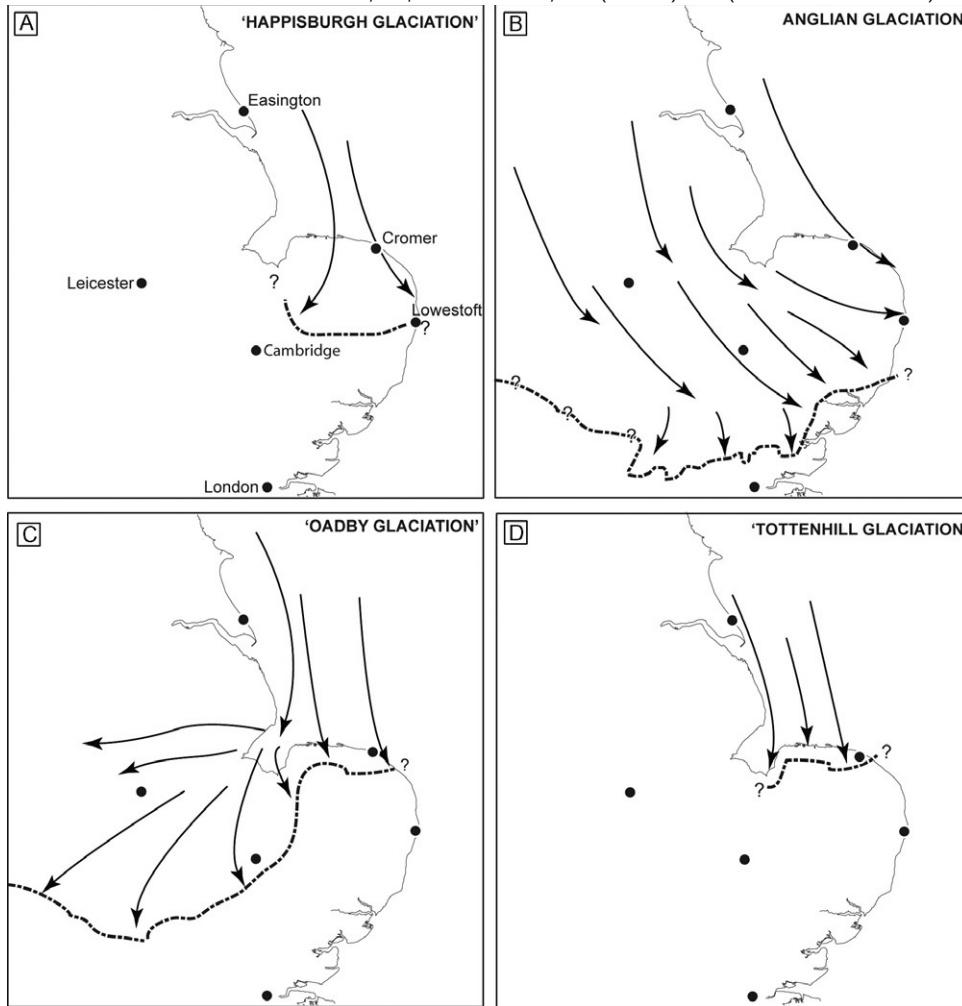 A
'HAPPISBURGH GLACIATION'
Easington
Cromer
Leicester
?
Lowestoft
?
Cambridge
London
B
ANGLIAN GLACIATION
?
?
?
?
C
'OADBY GLACIATION'
?
D
'TOTTENHILL GLACIATION
?
?